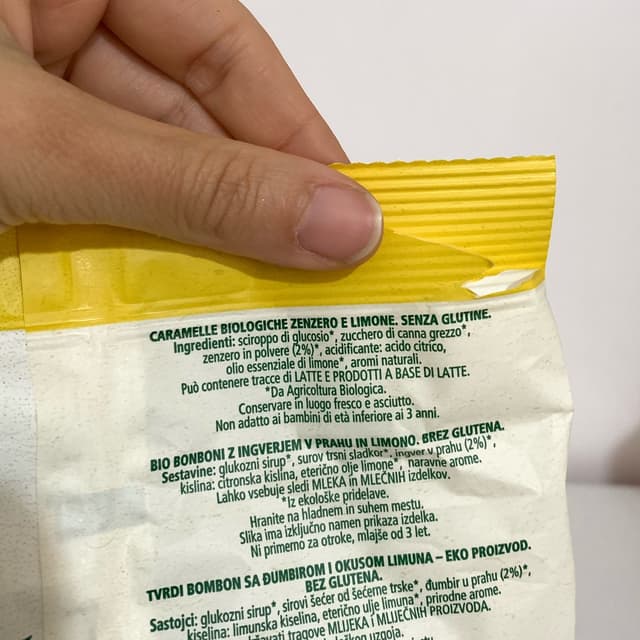 CARAMELLE BIOLOGICHE ZENZERO E LIMONE. SENZA GLUTINE.
Ingredienti: sciroppo di glucosio*, zucchero di canna grezzo*,
zenzero in polvere (2%)*, acidificante: acido citrico,
olio essenziale di limone*, aromi naturali.
Può contenere tracce di LATTE E PRODOTTI A BASE DI LATTE.
*Da Agricoltura Biologica.
Conservare in luogo fresco e asciutto.
Non adatto ai bambini di età inferiore ai 3 anni.
BIO BONBONI Z INGVERJEM V PRAHU IN LIMONO. BREZ GLUTENA.
Sestavine: glukozni sirup*, surov trsni sladkor*, ingver v prahu (2%)*,
kislina: citronska kislina, eterično olje limone*, naravne arome.
Lahko vsebuje sledi MLEKA in MLEČNIH izdelkov.
*Iz ekološke pridelave.
Hranite na hladnem in suhem mestu.
Slika ima izključno namen prikaza izdelka.
Ni primemo za otroke, mlajše od 3 let.
TVRDI BOMBON SA ĐUMBIROM I OKUSOM LIMUNA – EKO PROIZVOD.
BEZ GLUTENA.
Sastojci: glukozni sirup*, sirovi šećer od šećerne trske*, đumbir u prahu (2%)*,
kiselina: limunska kiselina, eterično ulje limuna*, prirodne arome.
tragove MLIJEKA i MLIJEČNIH PROIZVODA.
uzgoja.